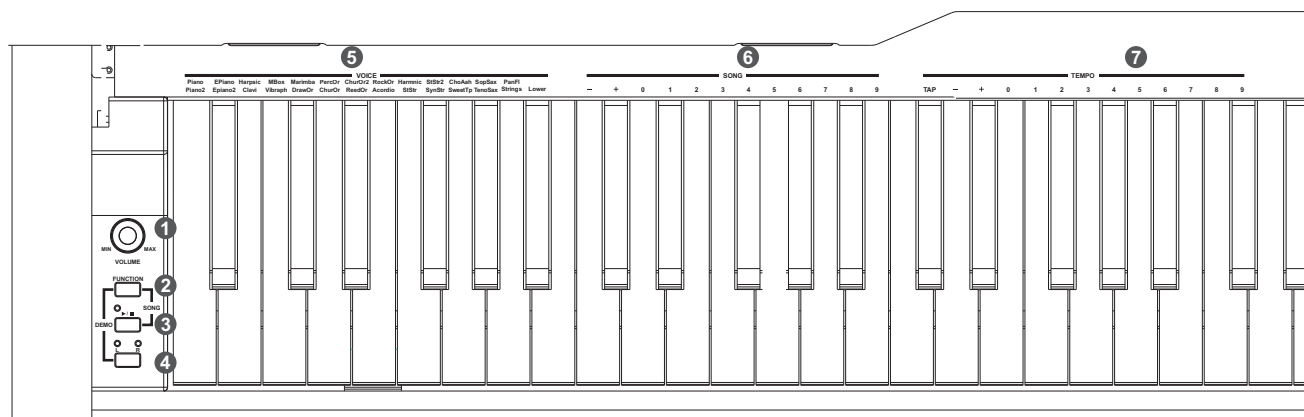 5 6 7
VOICE SONG TEMPO
Piano EPiano Harpsic MBox Marimba PercOr ChurOr2 RockOr Harmnic StStr2 ChoAsh SopSax PanFl
Piano2 Epiano2 Clavi Vibraph DrawOr ChurOr ReedOr Acordio StStr SynStr SweetTp TenoSax Strings Lower
– + 0 1 2 3 4 5 6 7 8 9 TAP – + 0 1 2 3 4 5 6 7 8 9
1
MIN MAX
VOLUME
FUNCTION
2
SONG
DEMO 3
L R
4